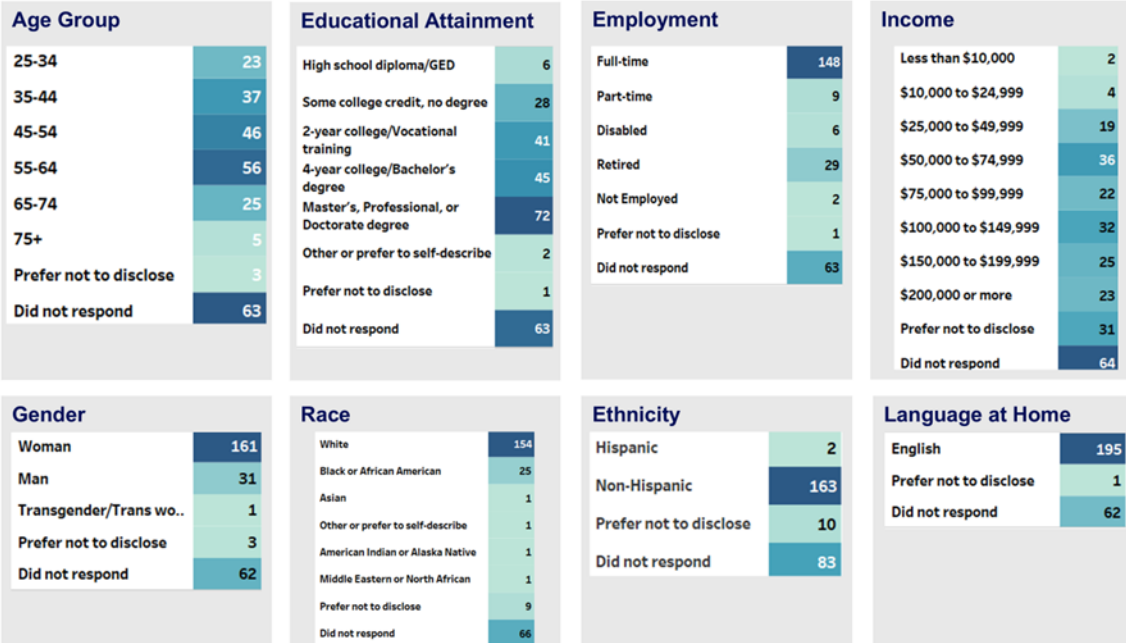 Age Group
25-34 23
35-44 37
45-54 46
55-64 56
65-74 25
75+ 5
Prefer not to disclose 3
Did not respond 63
Educational Attainment
High school diploma/GED 6
Some college credit, no degree 28
2-year college/Vocational
training 41
4-year college/Bachelor's
degree 45
Master's, Professional, or
Doctorate degree 72
Other or prefer to self-describe 2
Prefer not to disclose 1
Did not respond 63
Employment
Full-time 148
Part-time 9
Disabled 6
Retired 29
Not Employed 2
Prefer not to disclose 1
Did not respond 63
Income
Less than $10,000 2
$10,000 to $24,999 4
$25,000 to $49,999 19
$50,000 to $74,999 36
$75,000 to $99,999 22
$100,000 to $149,999 32
$150,000 to $199,999 25
$200,000 or more 23
Prefer not to disclose 31
Did not respond 64
Gender
Woman 161
Man 31
Transgender/Trans wo.. 1
Prefer not to disclose 3
Did not respond 62
Race
White 154
Black or African American 25
Asian 1
Other or prefer to self-describe 1
American Indian or Alaska Native 1
Middle Eastern or North African 1
Prefer not to disclose 9
Did not respond 66
Ethnicity
Hispanic 2
Non-Hispanic 163
Prefer not to disclose 10
Did not respond 83
Language at Home
English 195
Prefer not to disclose 1
Did not respond 62